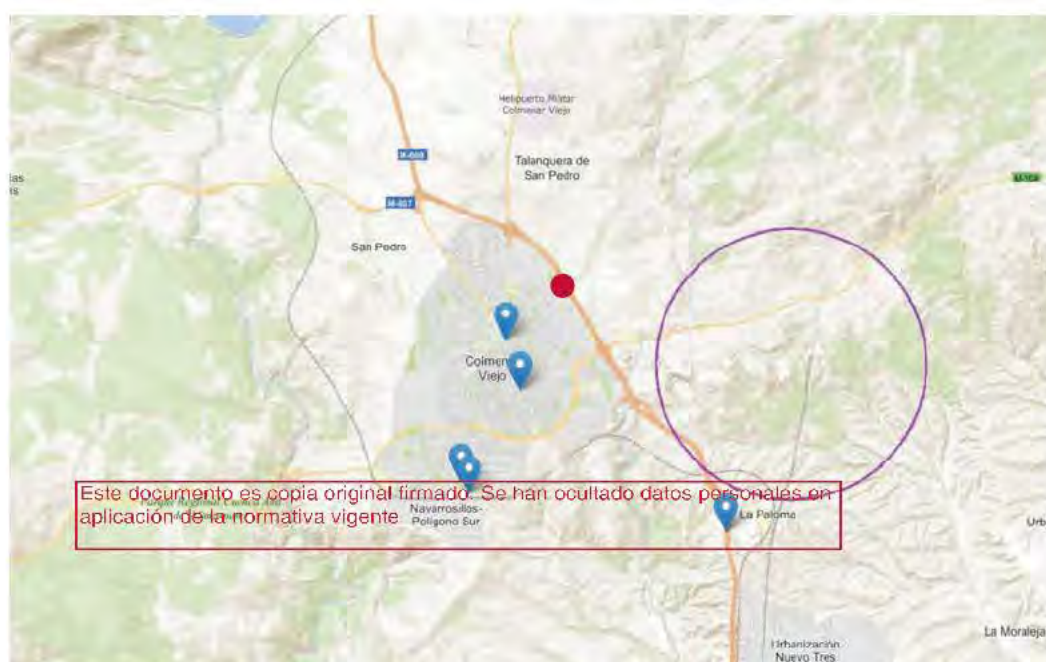 Helipuerto Militar
Colmenar Viejo
M-609
Talanquera de
San Pedro
M-607
San Pedro
Viejo
Este documento es copia original firmado. Se han ocultado datos personales en
aplicación de la normativa vigente
Navarrosillos-
Polígono Sur
La Paloma
Urb
La Moraleja
Urbanización
Nuevo Tres